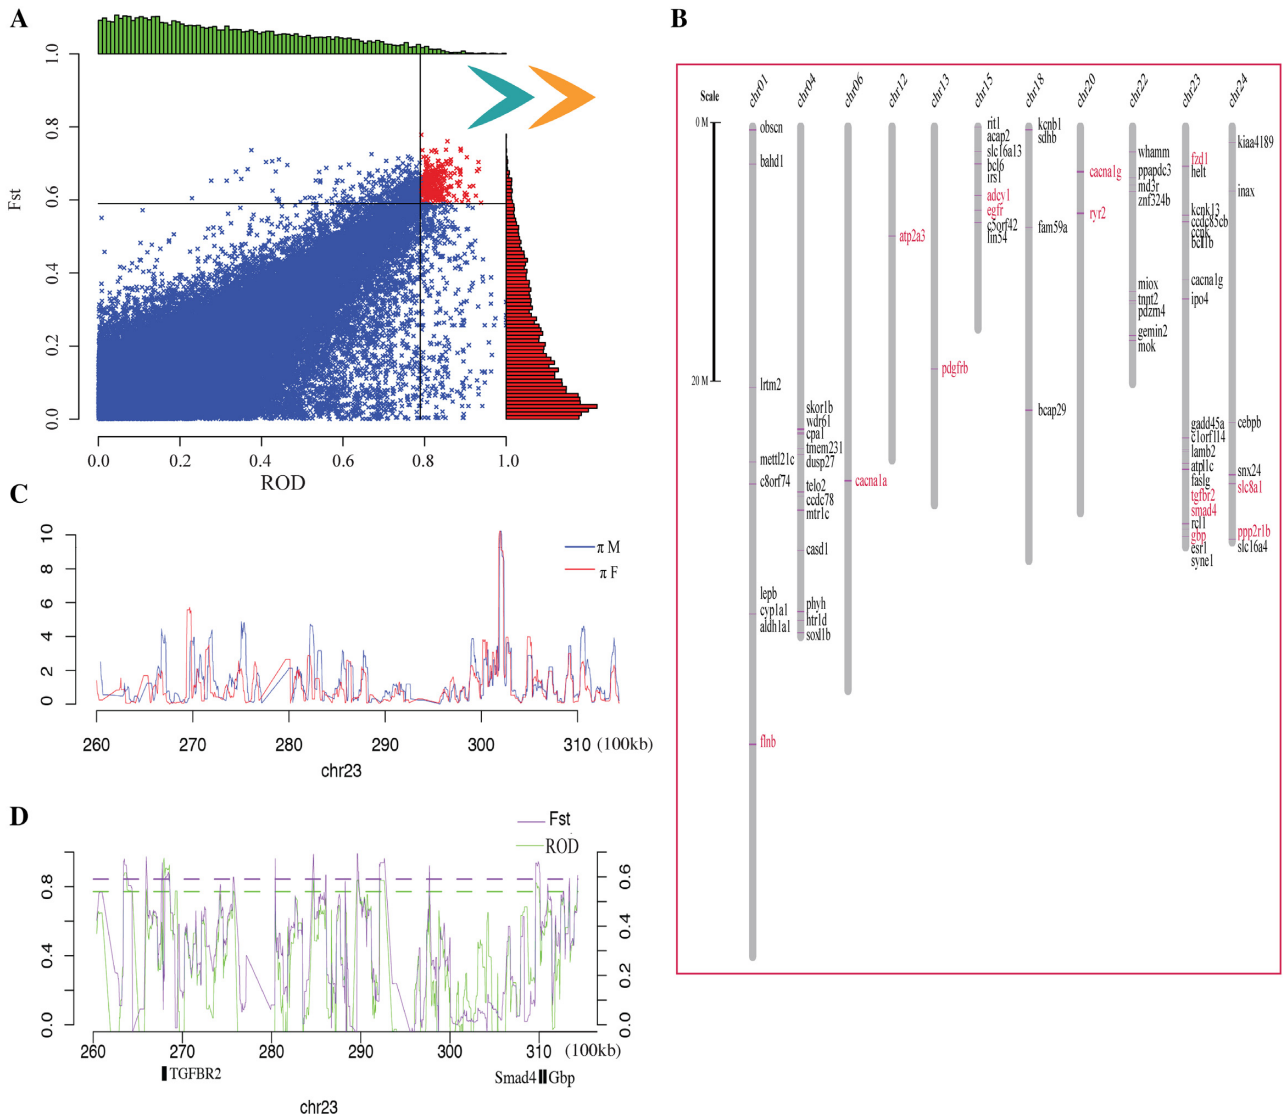 A
Fst
0.0
0.2
0.4
0.6
0.8
1.0
0.0
0.2
0.4
0.6
0.8
1.0
ROD
B
Scale
0 M
20 M
chr01
chr04
chr06
chr12
chr13
chr15
chr18
chr20
chr22
chr23
chr24
obscn
bahd1
lrtm2
mettl21c
c8orf74
lepb
cyp1a1
aldh1a1
flnb
skor1b
wdr61
cpa1
tmem231
dusp27
telo2
ccdc78
mtr1c
casd1
phyh
htr1d
soxl1b
cacna1a
atp2a3
pdgfrb
rit1
acap2
slc16a13
bcl6
irs1
adcy1
egfr
c5orf42
lin54
kcnb1
sdhb
fam59a
bcap29
cacna1g
ryr2
whamm
ppapdc3
md3r
znf324b
miox
tnpt2
pdzrn4
gemin2
mok
fzd1
helt
kcnk13
ccdc85cb
ccnk
bcl1b
cacna1g
ipo4
gadd45a
c1orf114
lamb2
atpl1c
faslg
tgfbr2
smad4
rcl1
gbp
esr1
syne1
kiaa4189
inax
cebpb
snx24
slc8a1
ppp2r1b
slc16a4
C
π M
π F
0
2
4
6
8
10
260
270
280
290
300
310 (100kb)
chr23
D
Fst
ROD
0.0
0.4
0.8
0.0
0.2
0.4
0.6
260
270
280
290
300
310 (100kb)
TGFBR2
Smad4 Gbp
chr23